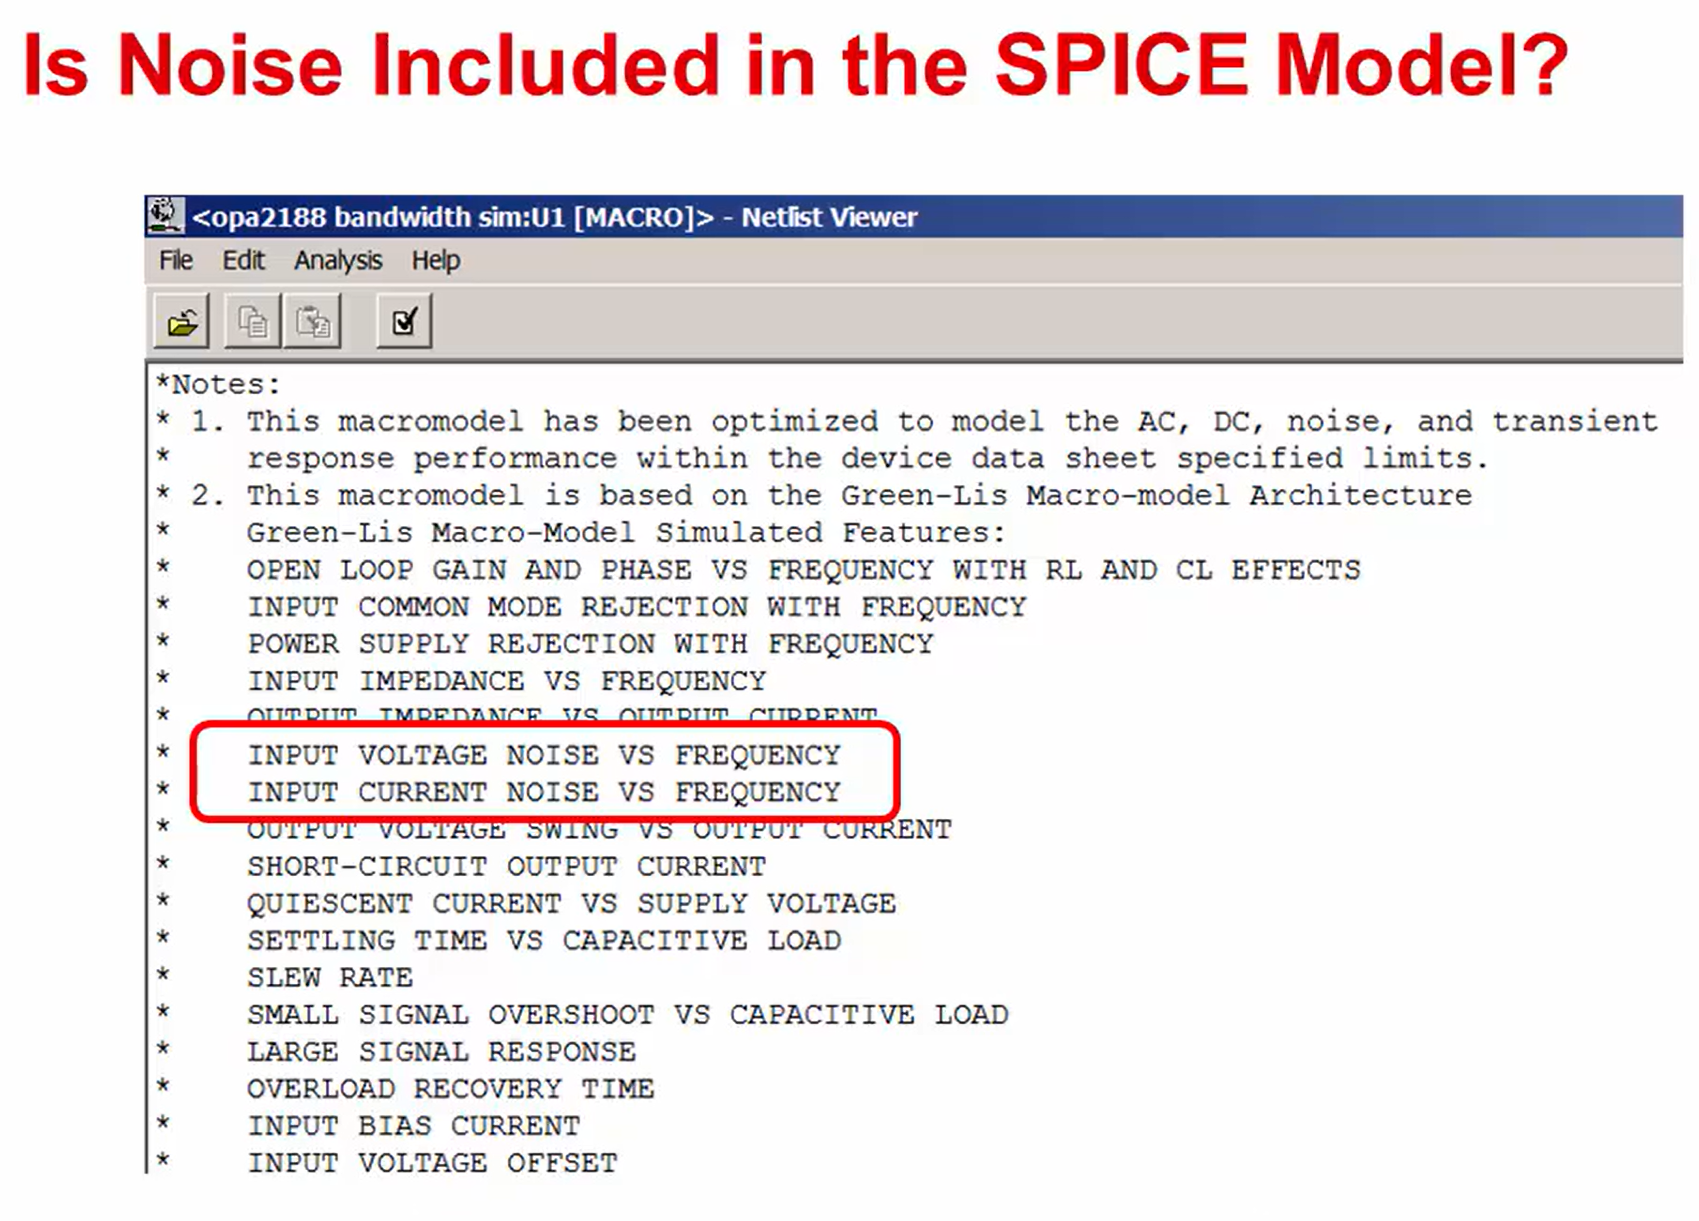 Is Noise Included in the SPICE Model?
<opa2188 bandwidth sim:U1 [MACRO]> - Netlist Viewer
File Edit Analysis Help
*Notes:
* 1. This macromodel has been optimized to model the AC, DC, noise, and transient
* response performance within the device data sheet specified limits.
* 2. This macromodel is based on the Green-Lis Macro-model Architecture
* Green-Lis Macro-Model Simulated Features:
* OPEN LOOP GAIN AND PHASE VS FREQUENCY WITH RL AND CL EFFECTS
* INPUT COMMON MODE REJECTION WITH FREQUENCY
* POWER SUPPLY REJECTION WITH FREQUENCY
* INPUT IMPEDANCE VS FREQUENCY
* OUTPUT IMPEDANCE VS OUTPUT CURRENT
* INPUT VOLTAGE NOISE VS FREQUENCY
* INPUT CURRENT NOISE VS FREQUENCY
* OUTPUT VOLTAGE SWING VS OUTPUT CURRENT
* SHORT-CIRCUIT OUTPUT CURRENT
* QUIESCENT CURRENT VS SUPPLY VOLTAGE
* SETTLING TIME VS CAPACITIVE LOAD
* SLEW RATE
* SMALL SIGNAL OVERSHOOT VS CAPACITIVE LOAD
* LARGE SIGNAL RESPONSE
* OVERLOAD RECOVERY TIME
* INPUT BIAS CURRENT
* INPUT VOLTAGE OFFSET